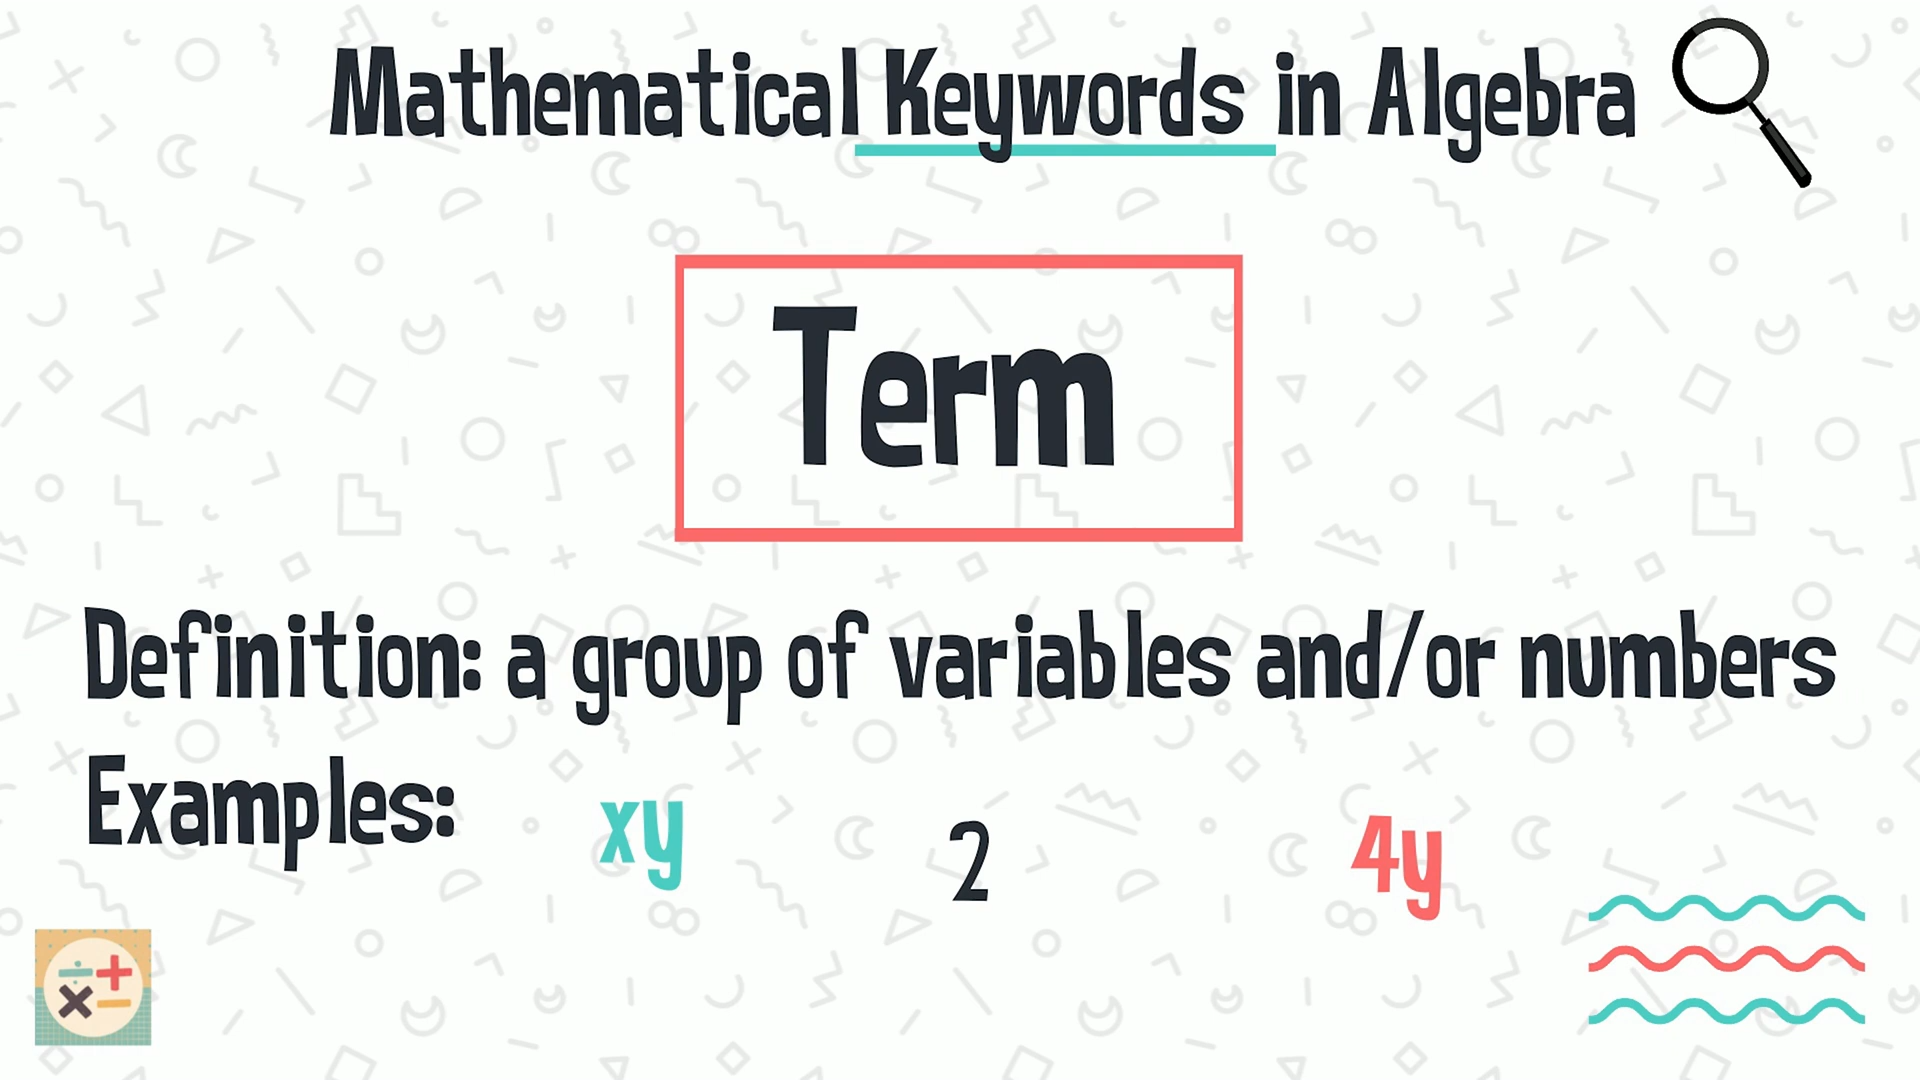 Mathematical Keywords in Algebra
Term
Definition: a group of variables and/or numbers
Examples: xy 2 4y